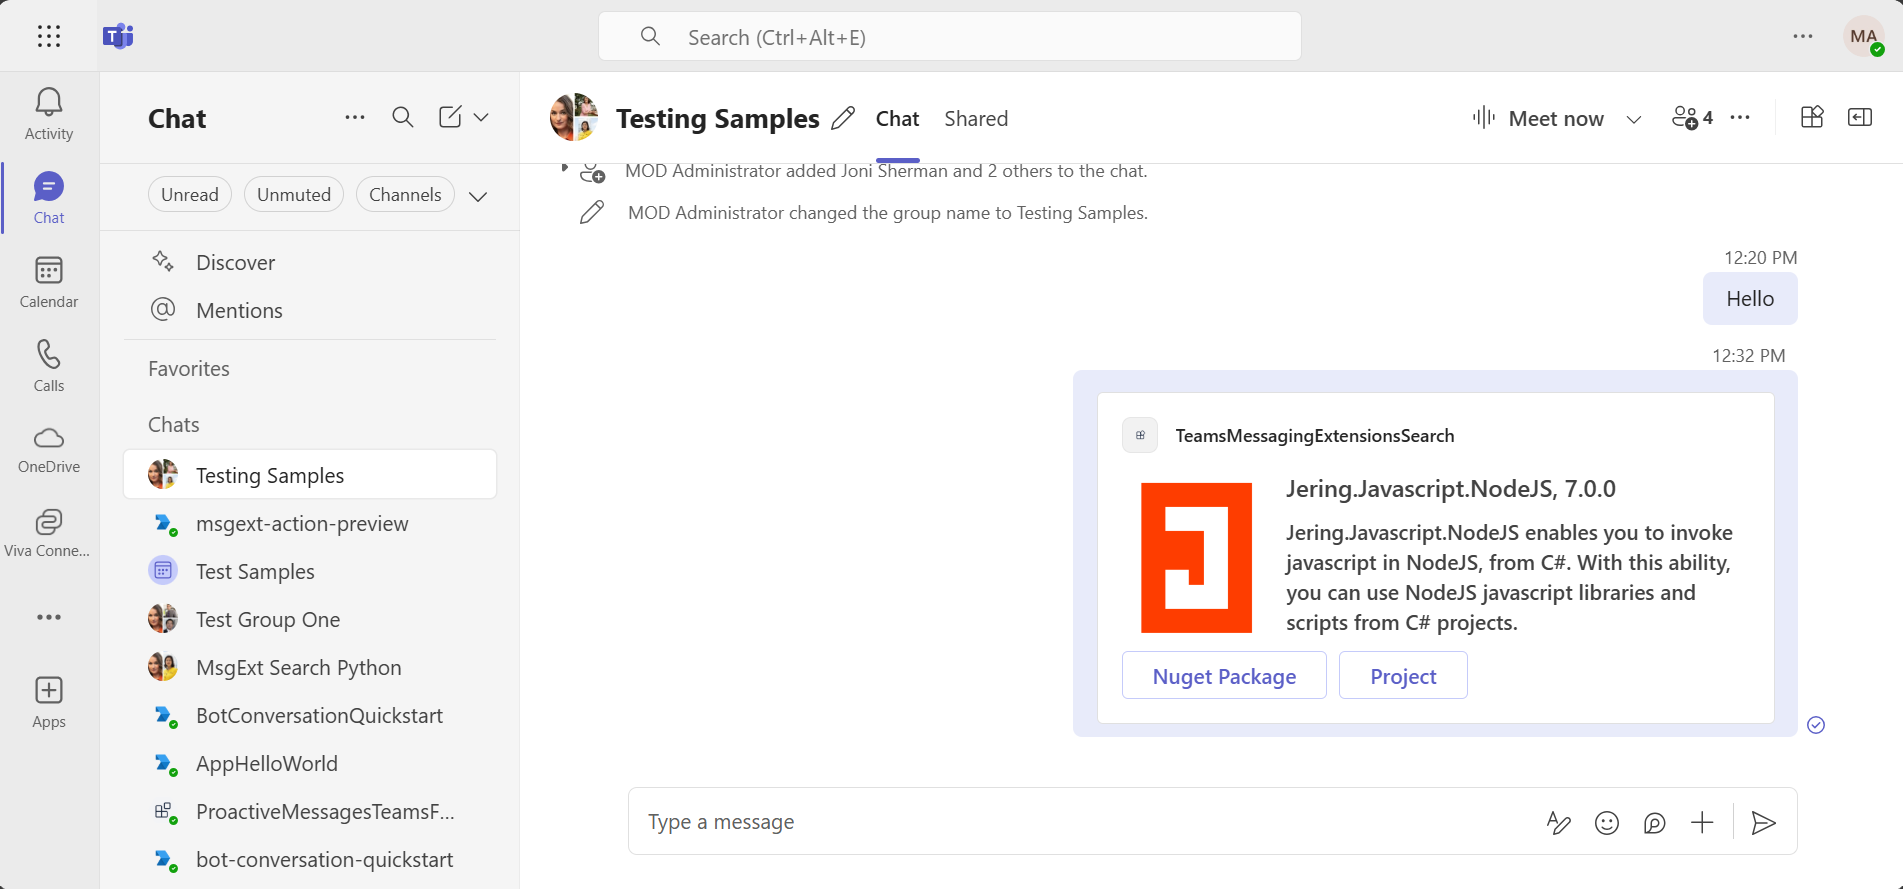 Search (Ctrl+Alt+E)
MA
Activity
Chat
Calendar
Calls
OneDrive
Viva Conne...
Apps
Chat
Unread
Unmuted
Channels
Discover
@ Mentions
Favorites
Chats
Testing Samples
msgext-action-preview
Test Samples
Test Group One
MsgExt Search Python
BotConversationQuickstart
AppHelloWorld
ProactiveMessagesTeamsF...
bot-conversation-quickstart
Testing Samples
Chat
Shared
Meet now
4
MOD Administrator added Joni Sherman and 2 others to the chat.
MOD Administrator changed the group name to Testing Samples.
12:20 PM
Hello
12:32 PM
TeamsMessagingExtensionsSearch
Jering.Javascript.NodeJS, 7.0.0
Jering.Javascript.NodeJS enables you to invoke
javascript in NodeJS, from C#. With this ability,
you can use NodeJS javascript libraries and
scripts from C# projects.
Nuget Package
Project
Type a message